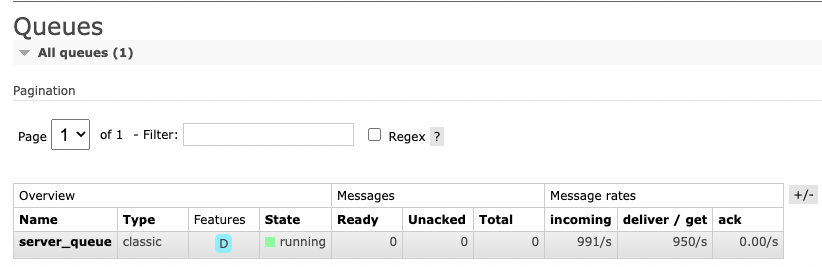 Queues
All queues (1)
Pagination
Page 1 of 1 - Filter: Regex ?
Overview Messages Message rates +/-
Name Type Features State Ready Unacked Total incoming deliver / get ack
server_queue classic D running 0 0 0 991/s 950/s 0.00/s